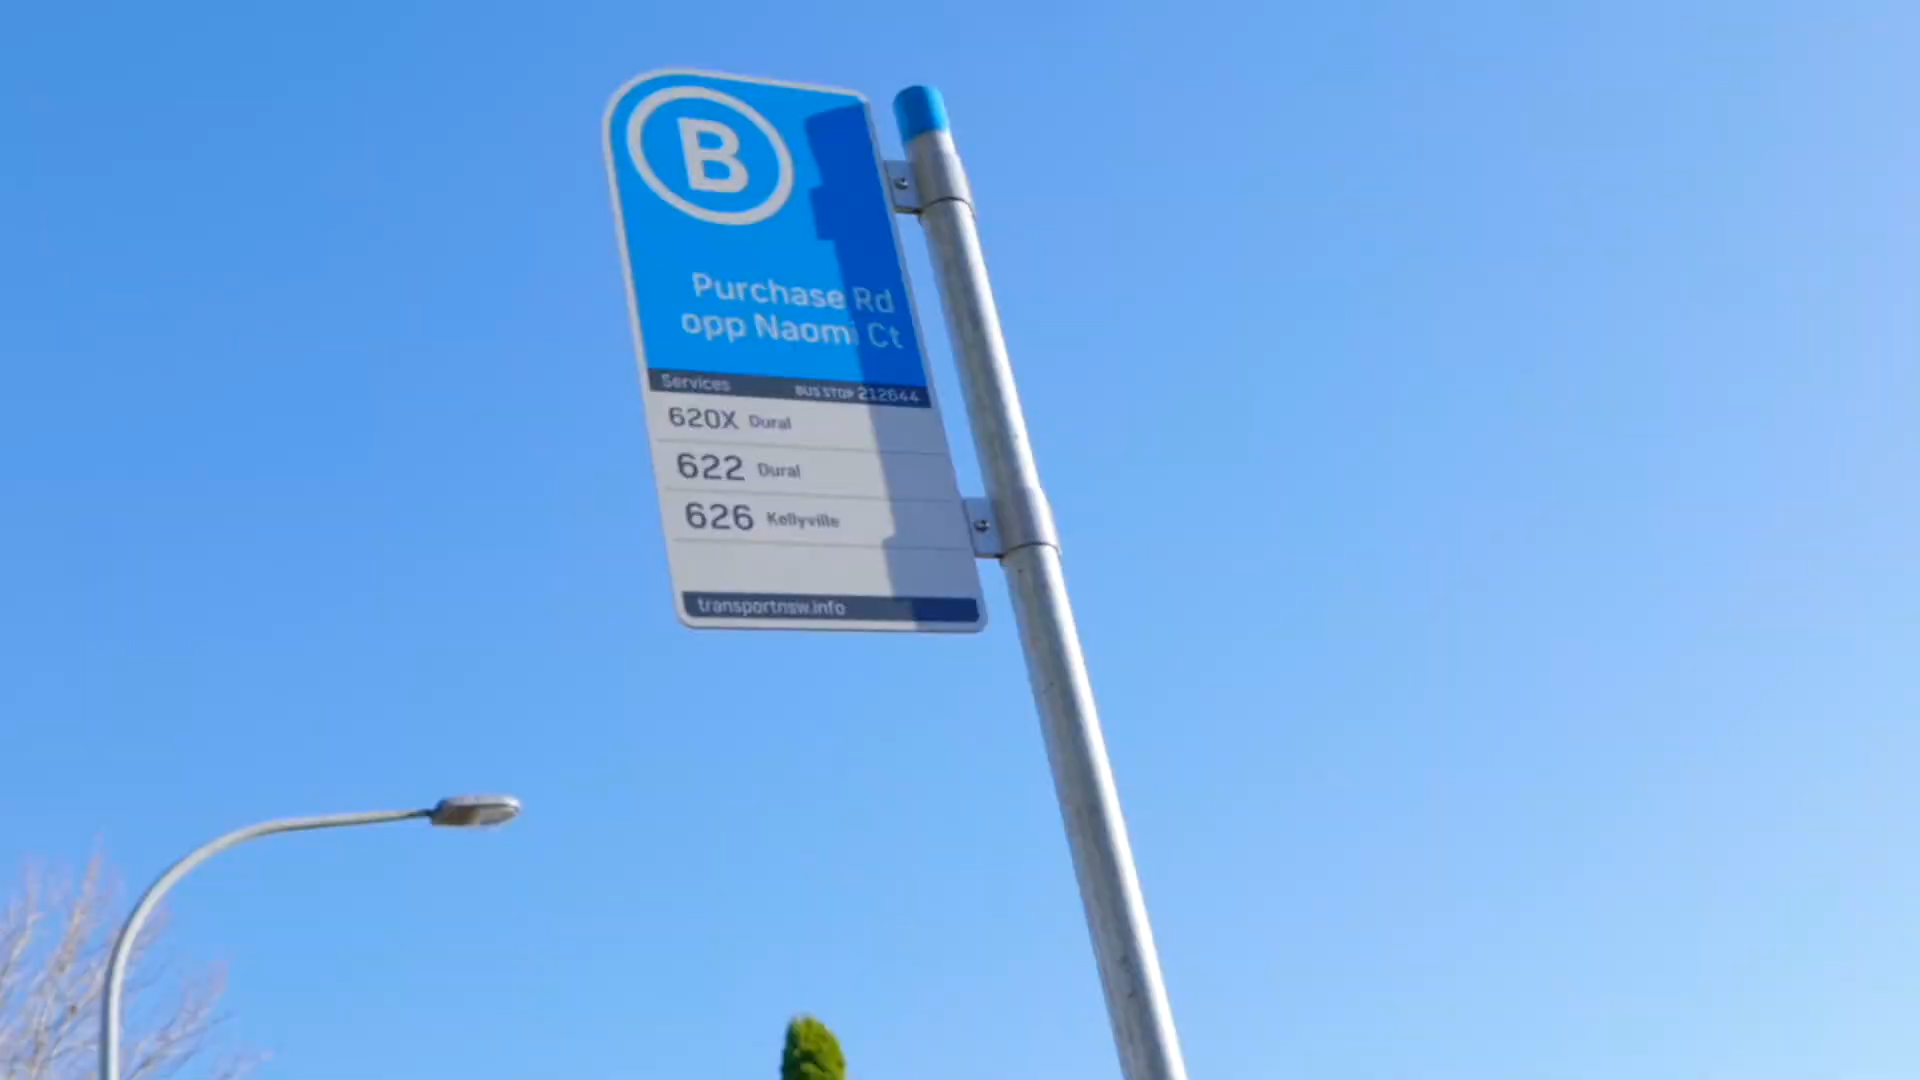 B
Purchase Rd
opp Naomi Ct
Services BUS STOP 212644
620X Dural
622 Dural
626 Kellyville
transportnsw.info